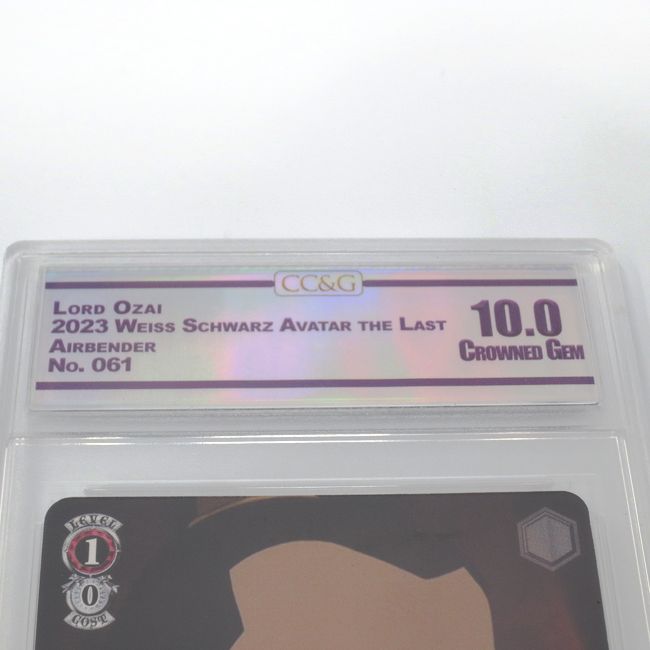 CC&G
LORD OZAI
2023 WEISS SCHWARZ AVATAR THE LAST
AIRBENDER
NO. 061
10.0
CROWNED GEM
LEVEL
1
0
COST